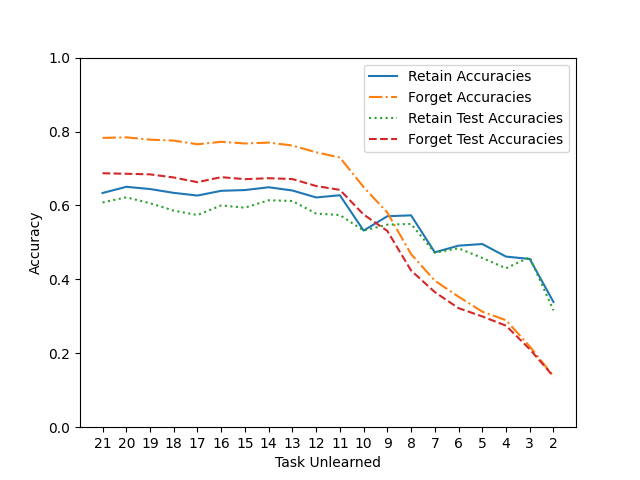 1.0
0.8
0.6
0.4
0.2
0.0
Accuracy
Retain Accuracies
Forget Accuracies
Retain Test Accuracies
Forget Test Accuracies
21 20 19 18 17 16 15 14 13 12 11 10 9 8 7 6 5 4 3 2
Task Unlearned